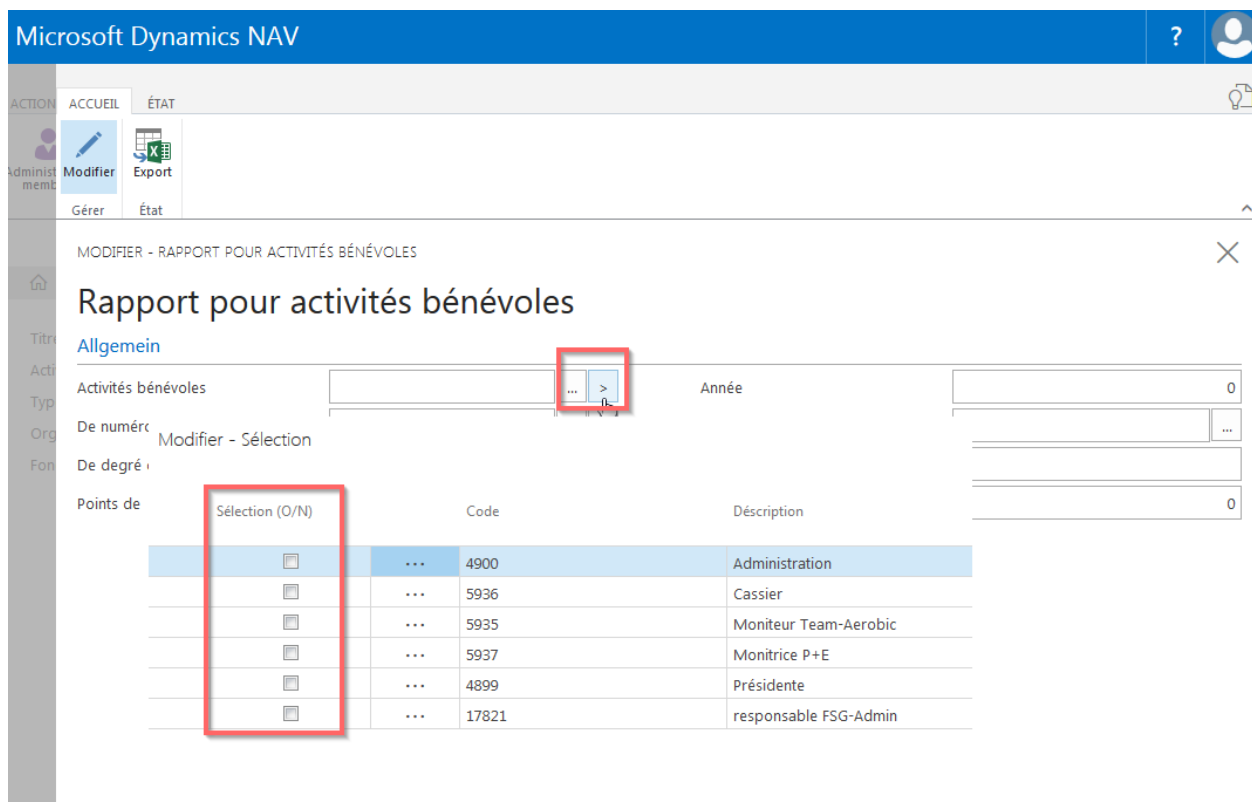 Microsoft Dynamics NAV ?
ACTION ACCUEIL ÉTAT
Modifier Export
Gérer État
MODIFIER - RAPPORT POUR ACTIVITÉS BÉNÉVOLES
Rapport pour activités bénévoles
Titre
Allgemein
Activités bénévoles ... > Année 0
De numéro ...
Modifier - Sélection
De degré
Points de 0
Sélection (O/N) Code Déscription
... 4900 Administration
... 5936 Cassier
... 5935 Moniteur Team-Aerobic
... 5937 Monitrice P+E
... 4899 Présidente
... 17821 responsable FSG-Admin